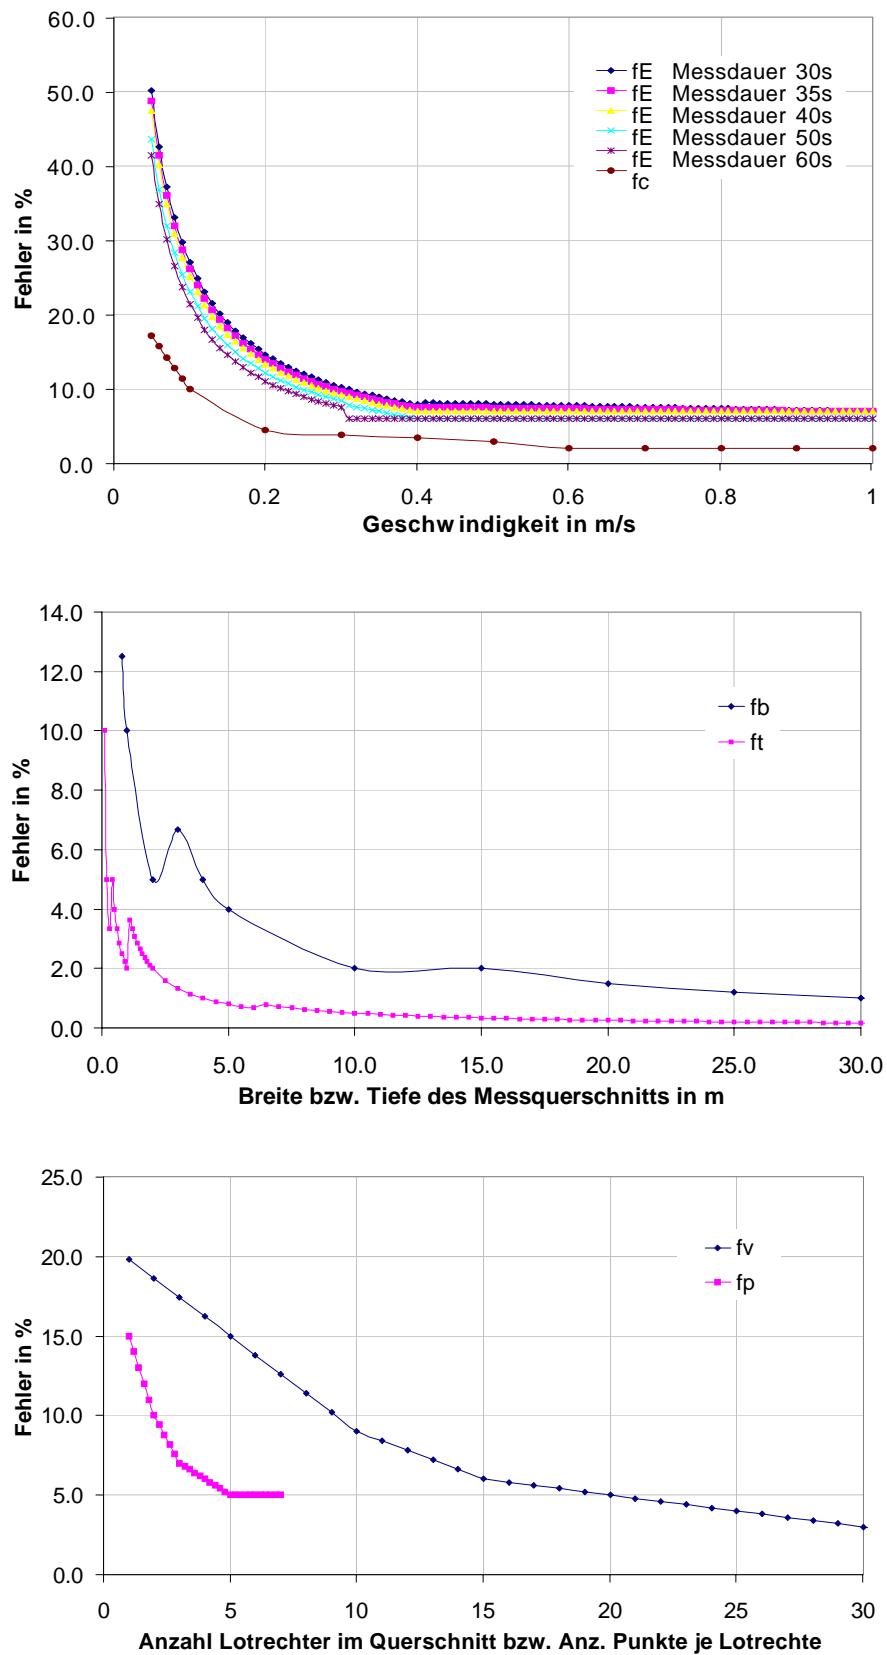 60.0
50.0
40.0
30.0
20.0
10.0
0.0
Fehler in %
fE Messdauer 30s
fE Messdauer 35s
fE Messdauer 40s
fE Messdauer 50s
fE Messdauer 60s
fc
0 0.2 0.4 0.6 0.8 1
Geschwindigkeit in m/s
14.0
12.0
10.0
8.0
6.0
4.0
2.0
0.0
Fehler in %
fb
ft
0.0 5.0 10.0 15.0 20.0 25.0 30.0
Breite bzw. Tiefe des Messquerschnitts in m
25.0
20.0
15.0
10.0
5.0
0.0
Fehler in %
fv
fp
0 5 10 15 20 25 30
Anzahl Lotrechter im Querschnitt bzw. Anz. Punkte je Lotrechte